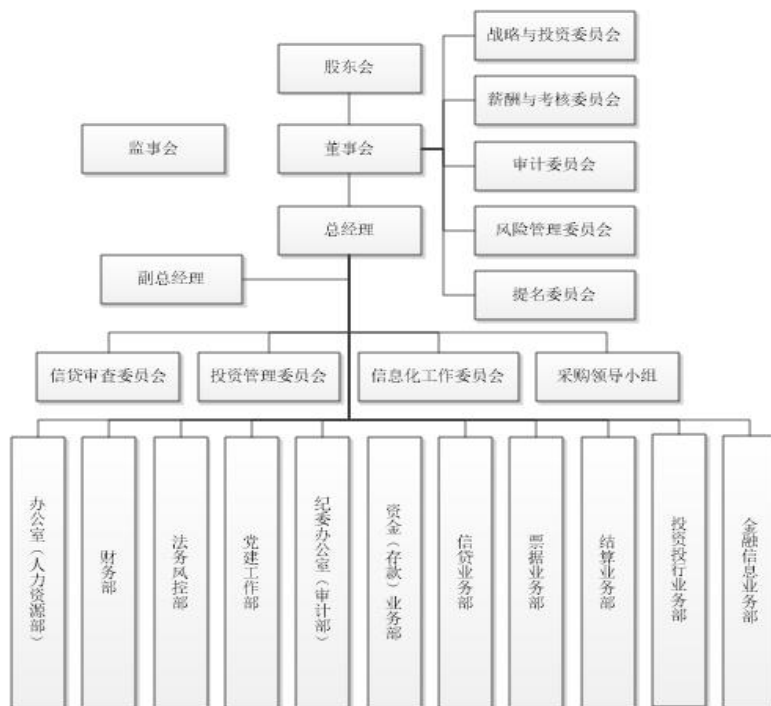 战略与投资委员会
股东会
薪酬与考核委员会
监事会
董事会
审计委员会
总经理
风险管理委员会
副总经理
提名委员会
信贷审查委员会
投资管理委员会
信息化工作委员会
采购领导小组
办公室（人力资源部）
财务部
法务风控部
党建工作部
纪委办公室（审计部）
资金（存款）业务部
信贷业务部
票据业务部
结算业务部
投资投行业务部
金融信息业务部